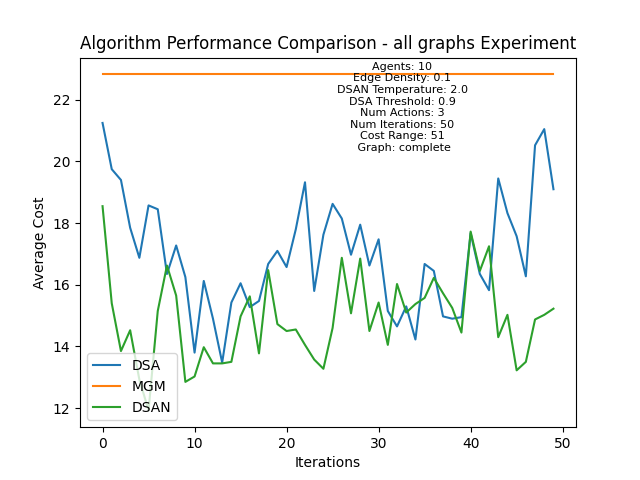 Algorithm Performance Comparison - all graphs Experiment
Agents: 10
Edge Density: 0.1
DSAN Temperature: 2.0
DSA Threshold: 0.9
Num Actions: 3
Num Iterations: 50
Cost Range: 51
Graph: complete
22
20
18
16
14
12
Average Cost
DSA
MGM
DSAN
0
10
20
30
40
50
Iterations